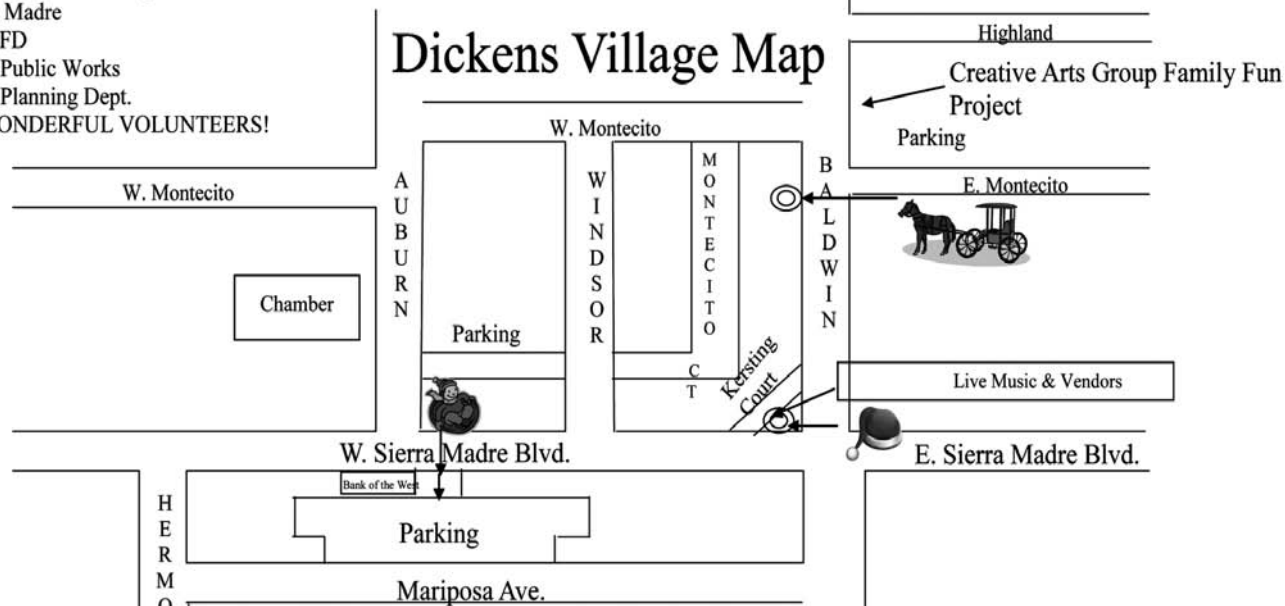 Madre
FD
Public Works
Planning Dept.
ONDERFUL VOLUNTEERS!
Dickens Village Map
Highland
Creative Arts Group Family Fun
Project
Parking
W. Montecito
W. Montecito
E. Montecito
AUBURN
WINDSOR
MONTECITO
CT
BALDWIN
Chamber
Parking
Kersting
Court
Live Music & Vendors
W. Sierra Madre Blvd.
E. Sierra Madre Blvd.
Bank of the West
HERMO
Parking
Mariposa Ave.